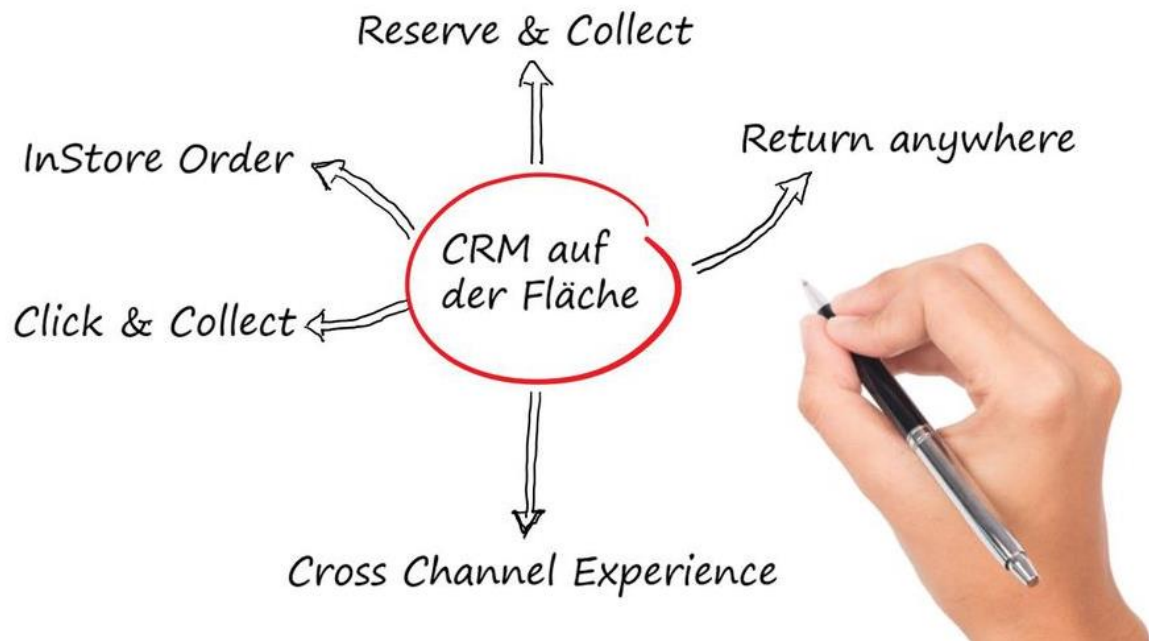 Reserve & Collect
InStore Order
Return anywhere
CRM auf
der Fläche
Click & Collect
Cross Channel Experience